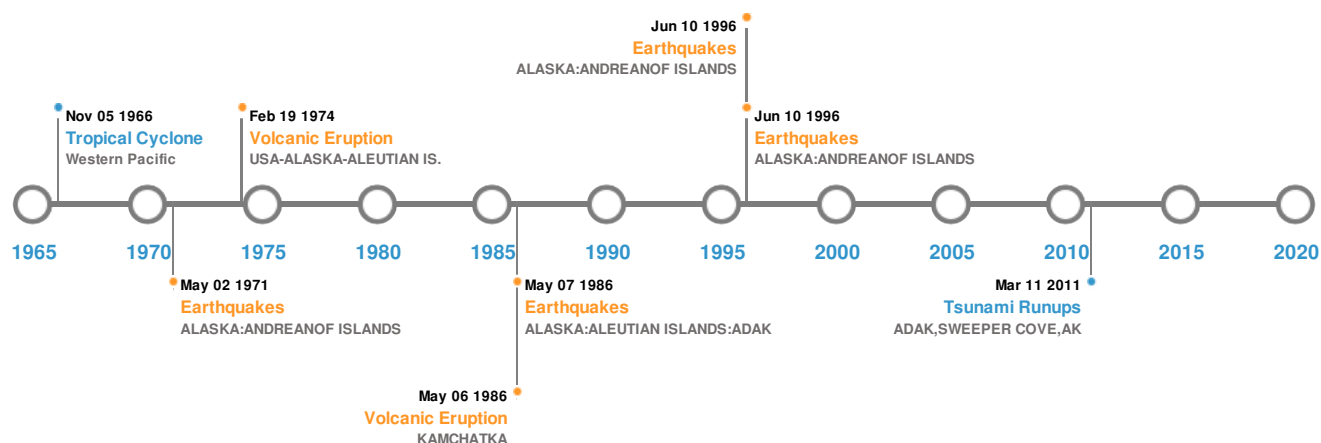 Jun 10 1996
Earthquakes
ALASKA:ANDREANOF ISLANDS
Nov 05 1966
Tropical Cyclone
Western Pacific
Feb 19 1974
Volcanic Eruption
USA-ALASKA-ALEUTIAN IS.
Jun 10 1996
Earthquakes
ALASKA:ANDREANOF ISLANDS
1965 1970 1975 1980 1985 1990 1995 2000 2005 2010 2015 2020
May 02 1971
Earthquakes
ALASKA:ANDREANOF ISLANDS
May 07 1986
Earthquakes
ALASKA:ALEUTIAN ISLANDS:ADAK
Mar 11 2011
Tsunami Runups
ADAK,SWEEPER COVE,AK
May 06 1986
Volcanic Eruption
KAMCHATKA